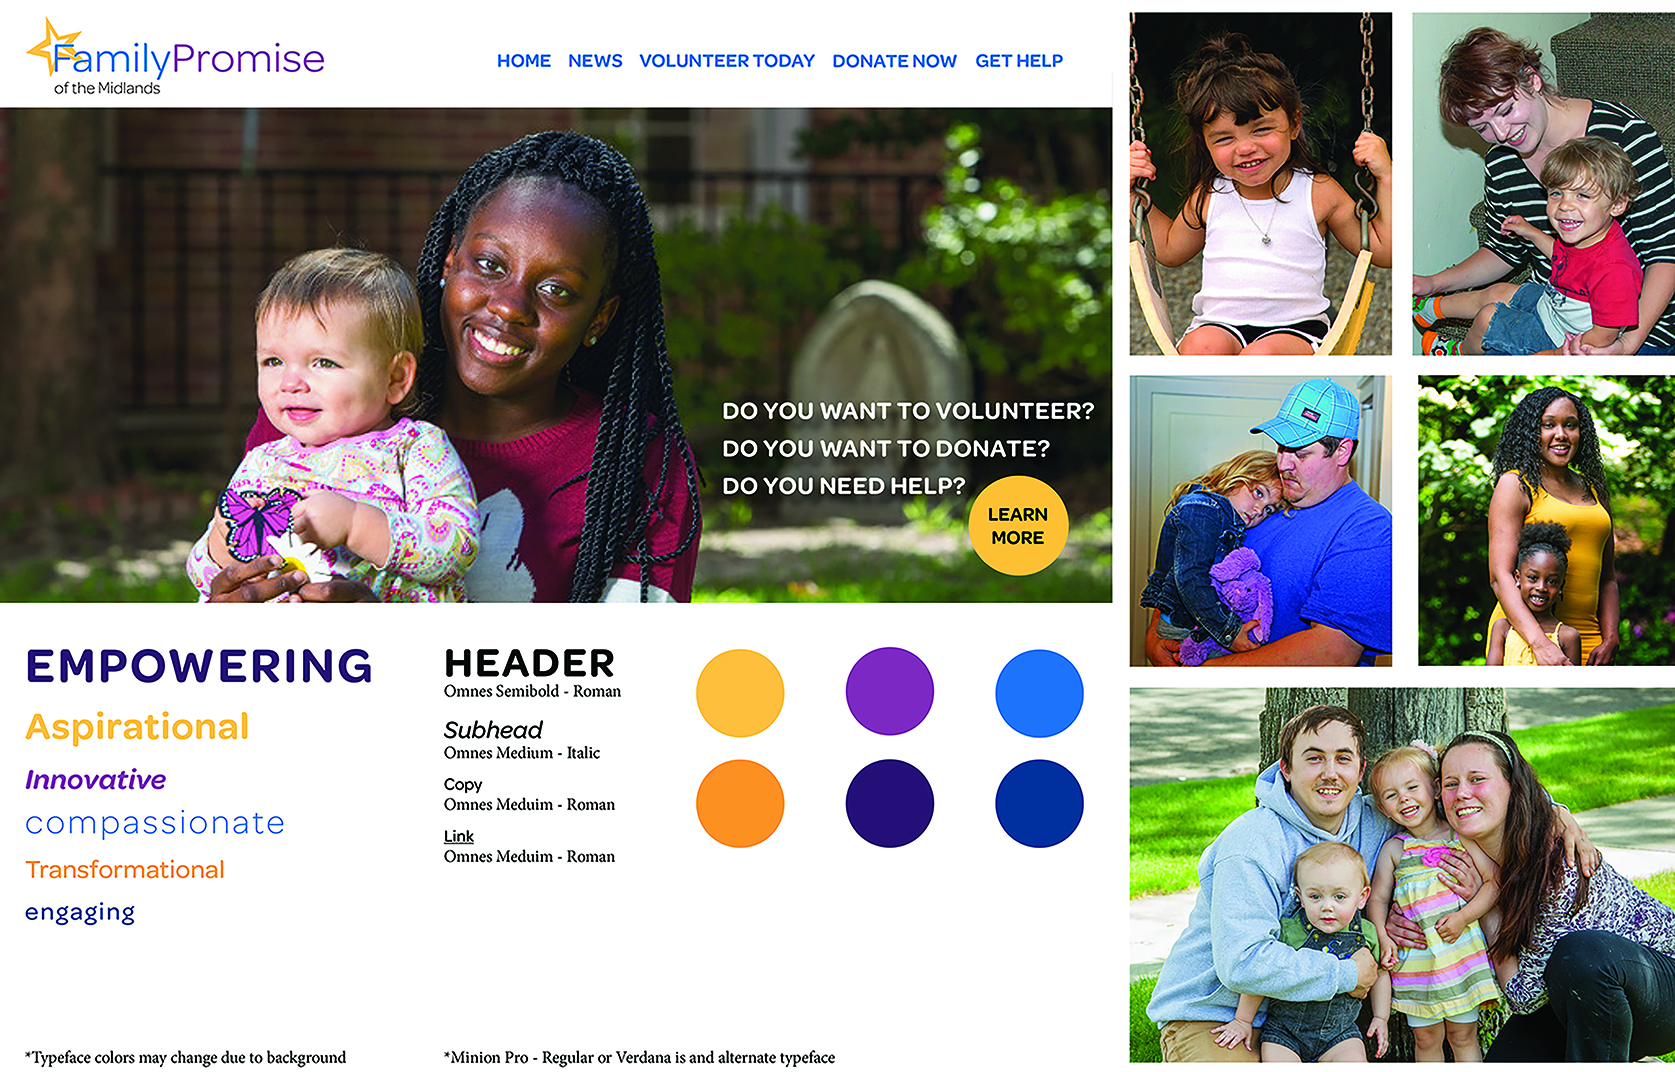 FamilyPromise
of the Midlands
HOME NEWS VOLUNTEER TODAY DONATE NOW GET HELP
DO YOU WANT TO VOLUNTEER?
DO YOU WANT TO DONATE?
DO YOU NEED HELP?
LEARN
MORE
EMPOWERING
Aspirational
Innovative
compassionate
Transformational
engaging
HEADER
Omnes Semibold - Roman
Subhead
Omnes Medium - Italic
Copy
Omnes Meduim - Roman
Link
Omnes Meduim - Roman
*Typeface colors may change due to background
*Minion Pro - Regular or Verdana is and alternate typeface